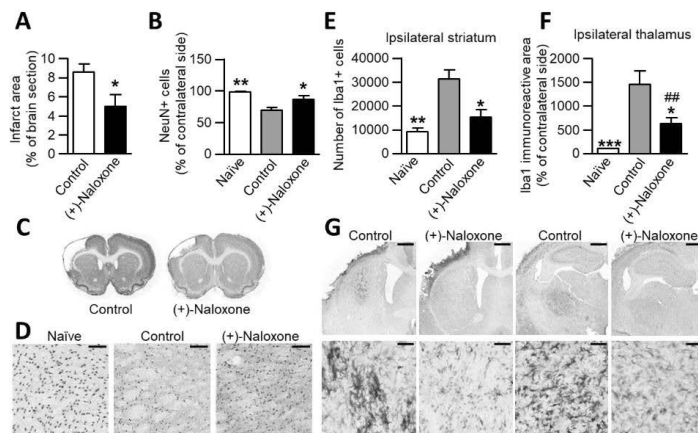 A
Infarct area
(% of brain section)
10
8
6
4
2
0
*
Control
(+)-Naloxone
B
NeuN+ cells
(% of contralateral side)
150
100
50
0
**
*
Naïve
Control
(+)-Naloxone
E
Ipsilateral striatum
Number of Iba1+ cells
40000
30000
20000
10000
0
**
*
Naïve
Control
(+)-Naloxone
F
Ipsilateral thalamus
Iba1 immunoreactive area
(% of contralateral side)
2000
1500
1000
500
0
***
##
*
Naïve
Control
(+)-Naloxone
C
Control
(+)-Naloxone
D
Naïve
Control
(+)-Naloxone
G
Control
(+)-Naloxone
Control
(+)-Naloxone